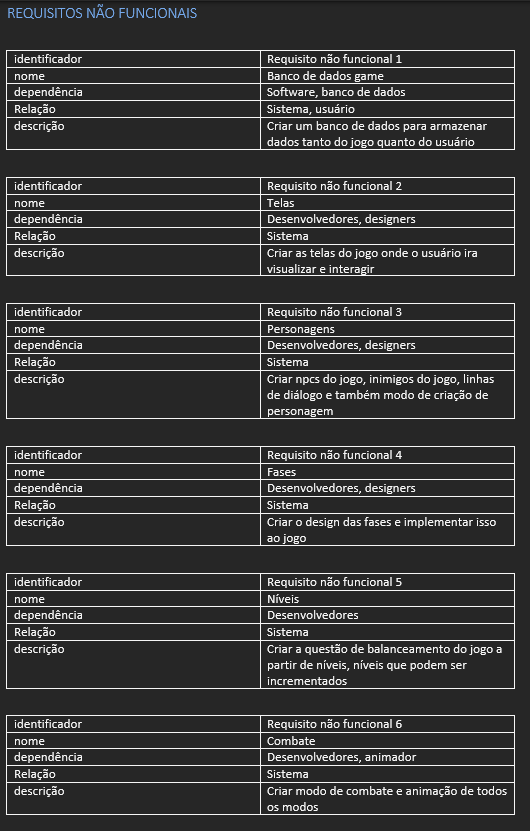 REQUISITOS NÃO FUNCIONAIS
identificador Requisito não funcional 1
nome Banco de dados game
dependência Software, banco de dados
Relação Sistema, usuário
descrição Criar um banco de dados para armazenar
dados tanto do jogo quanto do usuário
identificador Requisito não funcional 2
nome Telas
dependência Desenvolvedores, designers
Relação Sistema
descrição Criar as telas do jogo onde o usuário ira
visualizar e interagir
identificador Requisito não funcional 3
nome Personagens
dependência Desenvolvedores, designers
Relação Sistema
descrição Criar npcs do jogo, inimigos do jogo, linhas
de diálogo e também modo de criação de
personagem
identificador Requisito não funcional 4
nome Fases
dependência Desenvolvedores, designers
Relação Sistema
descrição Criar o design das fases e implementar isso
ao jogo
identificador Requisito não funcional 5
nome Níveis
dependência Desenvolvedores
Relação Sistema
descrição Criar a questão de balanceamento do jogo a
partir de níveis, níveis que podem ser
incrementados
identificador Requisito não funcional 6
nome Combate
dependência Desenvolvedores, animador
Relação Sistema
descrição Criar modo de combate e animação de todos
os modos